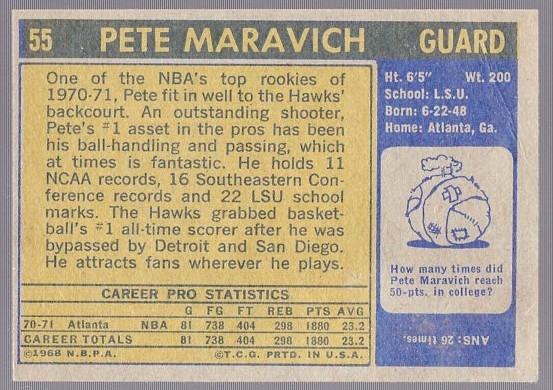 55 PETE MARAVICH GUARD
One of the NBA's top rookies of
1970-71, Pete fit in well to the Hawks'
backcourt. An outstanding shooter,
Pete's #1 asset in the pros has been
his ball-handling and passing, which
at times is fantastic. He holds 11
NCAA records, 16 Southeastern Con-
ference records and 22 LSU school
marks. The Hawks grabbed basket-
ball's #1 all-time scorer after he was
bypassed by Detroit and San Diego.
He attracts fans wherever he plays.
Ht. 6'5" Wt. 200
School: L.S.U.
Born: 6-22-48
Home: Atlanta, Ga.
How many times did
Pete Maravich reach
50-pts. in college?
ANS: 26 times.
CAREER PRO STATISTICS
G FG FT REB PTS AVG
70-71 Atlanta NBA 81 738 404 298 1880 23.2
CAREER TOTALS 81 738 404 298 1880 23.2
©1968 N.B.P.A. ©T.C.G. PRTD. IN U.S.A.